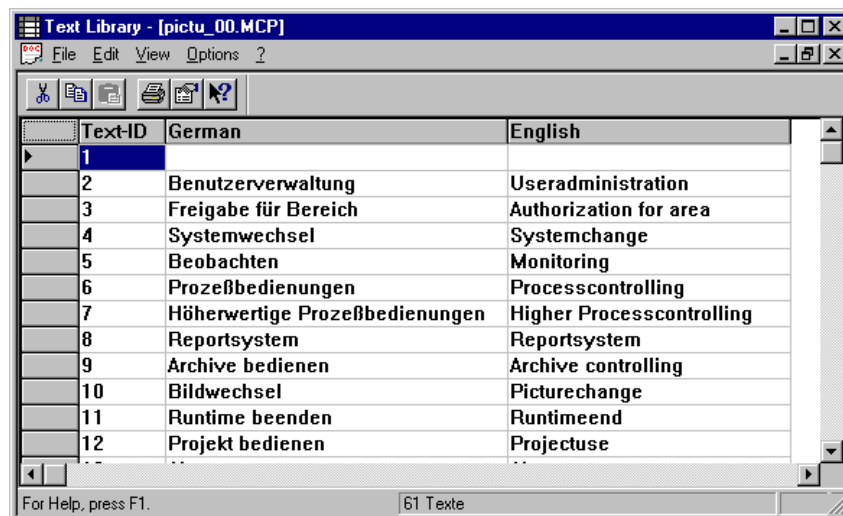 Text Library - [pictu_00.MCP]
File Edit View Options ?
Text-ID German English
1
2 Benutzerverwaltung Useradministration
3 Freigabe für Bereich Authorization for area
4 Systemwechsel Systemchange
5 Beobachten Monitoring
6 Prozeßbedienungen Processcontrolling
7 Höherwertige Prozeßbedienungen Higher Processcontrolling
8 Reportsystem Reportsystem
9 Archive bedienen Archive controlling
10 Bildwechsel Picturechange
11 Runtime beenden Runtimeend
12 Projekt bedienen Projectuse
For Help, press F1. 61 Texte